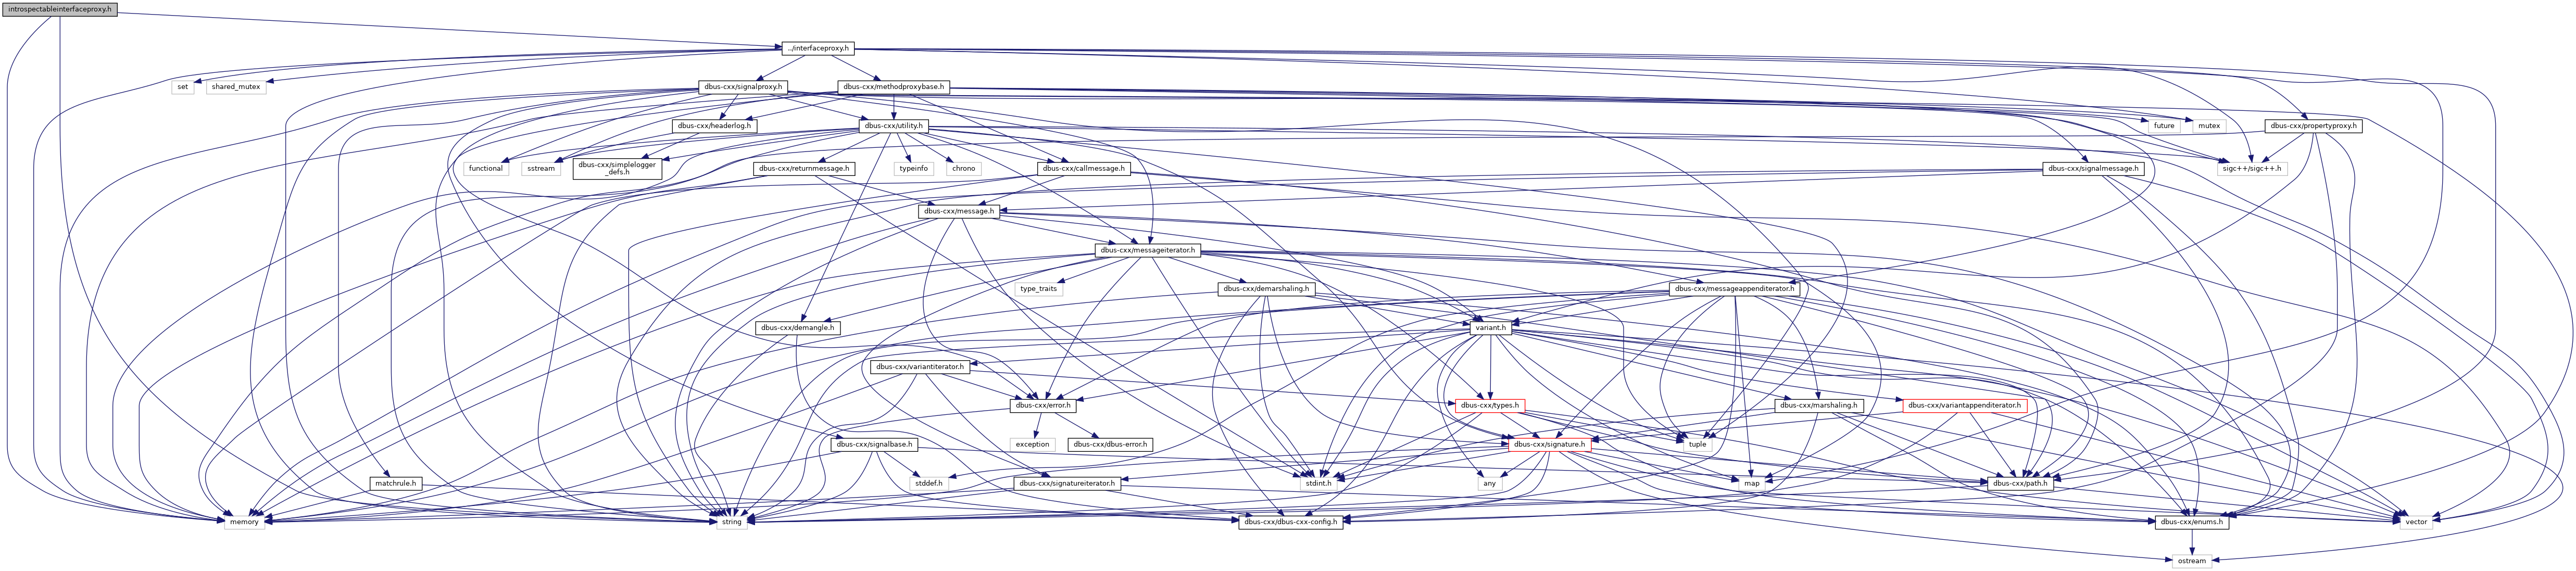 introspectableinterfaceproxy.h
../interfaceproxy.h
set
shared_mutex
dbus-cxx/signalproxy.h
dbus-cxx/methodproxybase.h
dbus-cxx/headerlog.h
dbus-cxx/utility.h
future
mutex
dbus-cxx/propertyproxy.h
functional
sstream
dbus-cxx/simplelogger
_defs.h
dbus-cxx/returnmessage.h
typeinfo
chrono
dbus-cxx/callmessage.h
dbus-cxx/signalmessage.h
sigc++/sigc++.h
dbus-cxx/message.h
dbus-cxx/messageiterator.h
type_traits
dbus-cxx/demarshaling.h
dbus-cxx/messageappenditerator.h
dbus-cxx/demangle.h
variant.h
dbus-cxx/variantiterator.h
dbus-cxx/error.h
dbus-cxx/types.h
dbus-cxx/marshaling.h
dbus-cxx/variantappenditerator.h
dbus-cxx/signalbase.h
exception
dbus-cxx/dbus-error.h
dbus-cxx/signature.h
tuple
matchrule.h
stddef.h
dbus-cxx/signatureiterator.h
stdint.h
any
map
dbus-cxx/path.h
memory
string
dbus-cxx/dbus-cxx-config.h
dbus-cxx/enums.h
vector
ostream